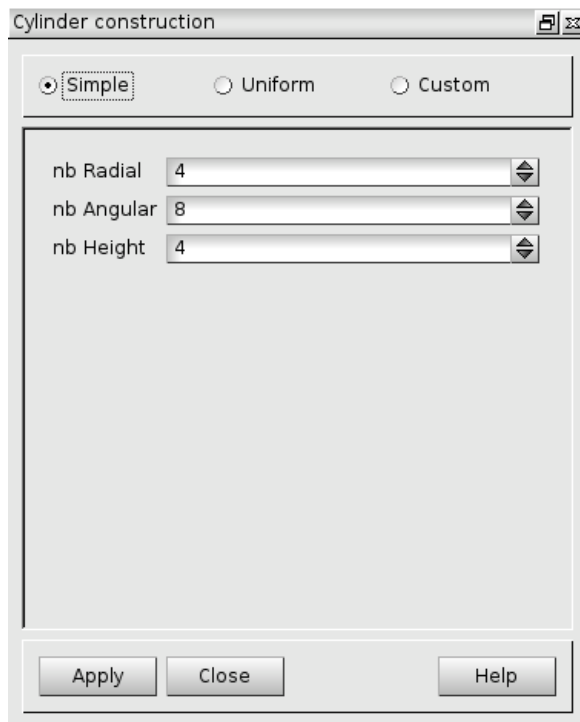 Cylinder construction
Simple Uniform Custom
nb Radial 4
nb Angular 8
nb Height 4
Apply Close Help